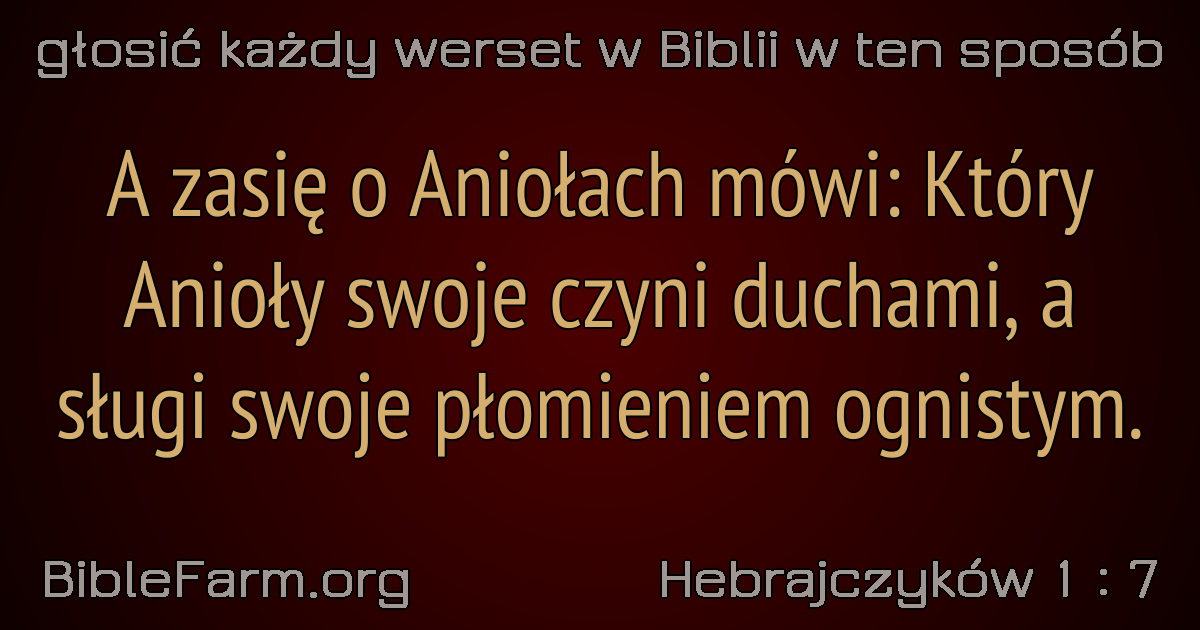 głosić każdy werset w Biblii w ten sposób
A zasię o Aniołach mówi: Który
Anioły swoje czyni duchami, a
sługi swoje płomieniem ognistym.
BibleFarm.org
Hebrajczyków 1 : 7